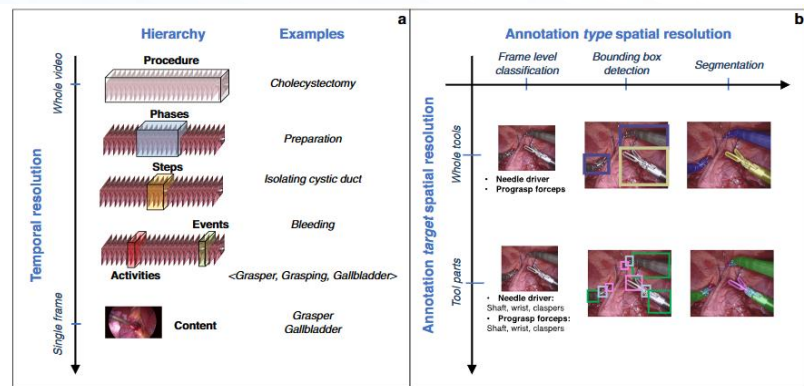 a
Hierarchy
Examples
Temporal resolution
Whole video
Single frame
Procedure
Cholecystectomy
Phases
Preparation
Steps
Isolating cystic duct
Events
Bleeding
Activities
<Grasper, Grasping, Gallbladder>
Content
Grasper
Gallbladder
b
Annotation type spatial resolution
Frame level
classification
Bounding box
detection
Segmentation
Annotation target spatial resolution
Whole tools
• Needle driver
• Prograsp forceps
Tool parts
• Needle driver:
Shaft, wrist, claspers
• Prograsp forceps:
Shaft, wrist, claspers